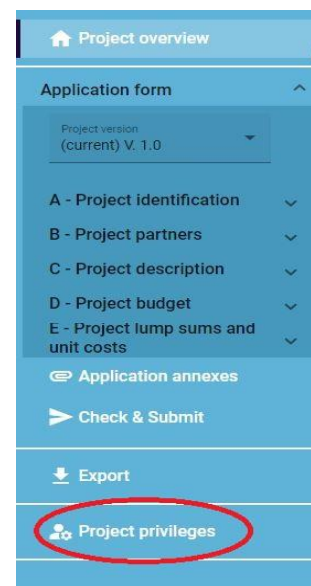 Project overview
Application form
Project version
(current) V. 1.0
A - Project identification
B - Project partners
C - Project description
D - Project budget
E - Project lump sums and
unit costs
Application annexes
Check & Submit
Export
Project privileges